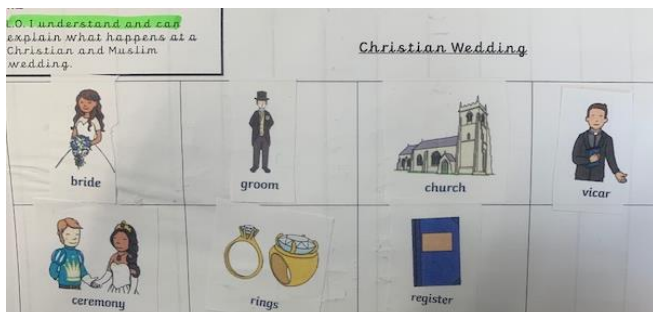 L.O. I understand and can
explain what happens at a
Christian and Muslim
wedding.
Christian Wedding
bride
groom
church
vicar
ceremony
rings
register